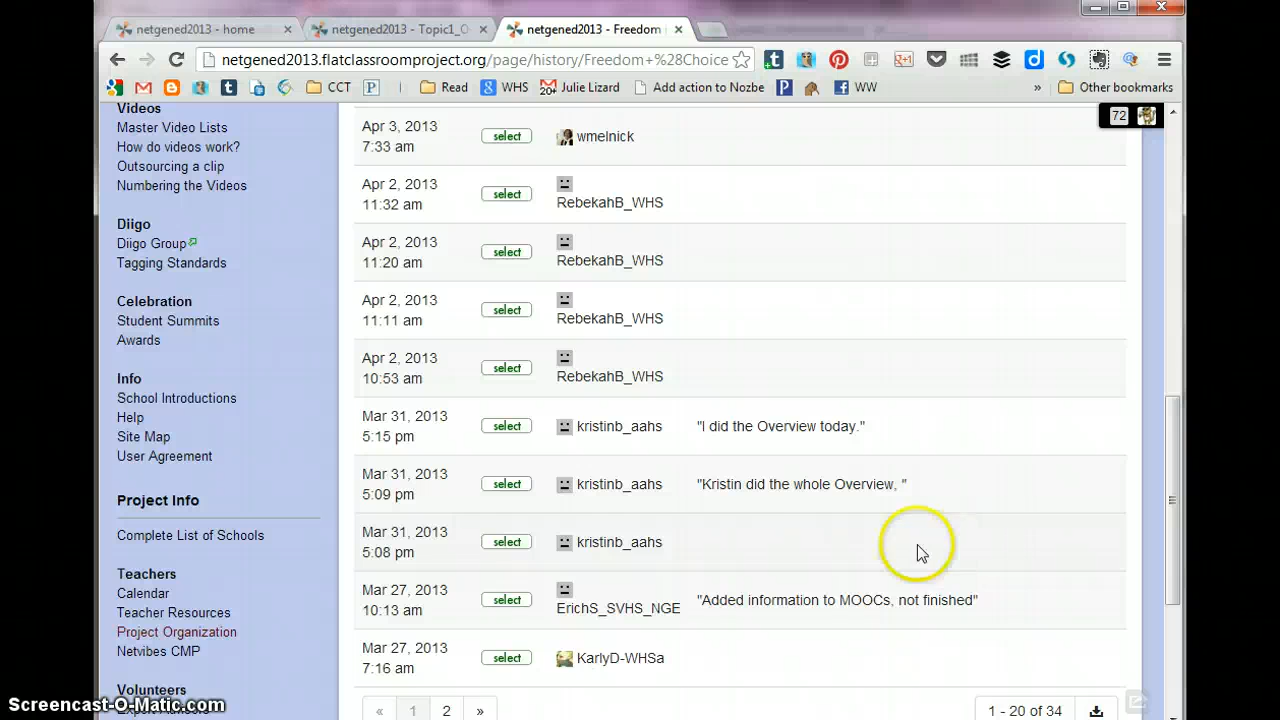 netgened2013 - home
netgened2013 - Topic1_O
netgened2013 - Freedom
netgened2013.flatclassroomproject.org/page/history/Freedom+%28Choice
CCT
Read
WHS
20+
Julie Lizard
Add action to Nozbe
WW
»
Other bookmarks
72
Videos
Master Video Lists
How do videos work?
Outsourcing a clip
Numbering the Videos
Diigo
Diigo Group
Tagging Standards
Celebration
Student Summits
Awards
Info
School Introductions
Help
Site Map
User Agreement
Project Info
Complete List of Schools
Teachers
Calendar
Teacher Resources
Project Organization
Netvibes CMP
Volunteers
Apr 3, 2013
7:33 am
select
wmelnick
Apr 2, 2013
11:32 am
select
RebekahB_WHS
Apr 2, 2013
11:20 am
select
RebekahB_WHS
Apr 2, 2013
11:11 am
select
RebekahB_WHS
Apr 2, 2013
10:53 am
select
RebekahB_WHS
Mar 31, 2013
5:15 pm
select
kristinb_aahs
"I did the Overview today."
Mar 31, 2013
5:09 pm
select
kristinb_aahs
"Kristin did the whole Overview, "
Mar 31, 2013
5:08 pm
select
kristinb_aahs
Mar 27, 2013
10:13 am
select
ErichS_SVHS_NGE
"Added information to MOOCs, not finished"
Mar 27, 2013
7:16 am
select
KarlyD-WHSa
« 1 2 »
1 - 20 of 34
Screencast-O-Matic.com